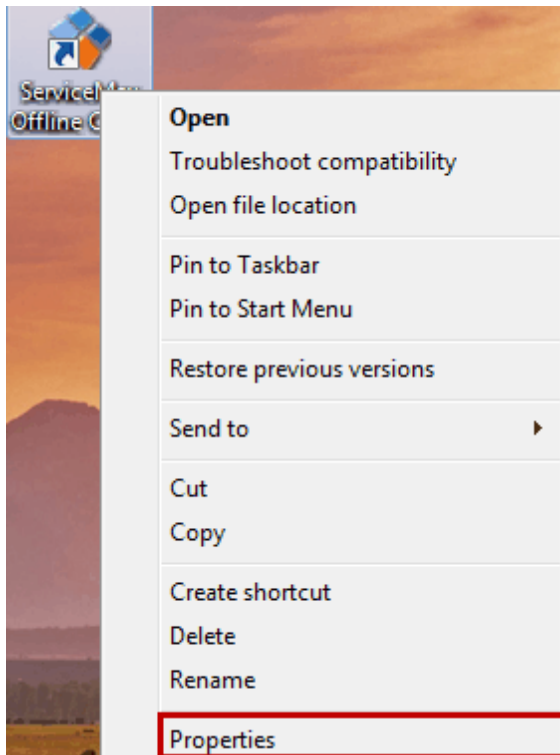 Offline
Open
Troubleshoot compatibility
Open file location
Pin to Taskbar
Pin to Start Menu
Restore previous versions
Send to
Cut
Copy
Create shortcut
Delete
Rename
Properties